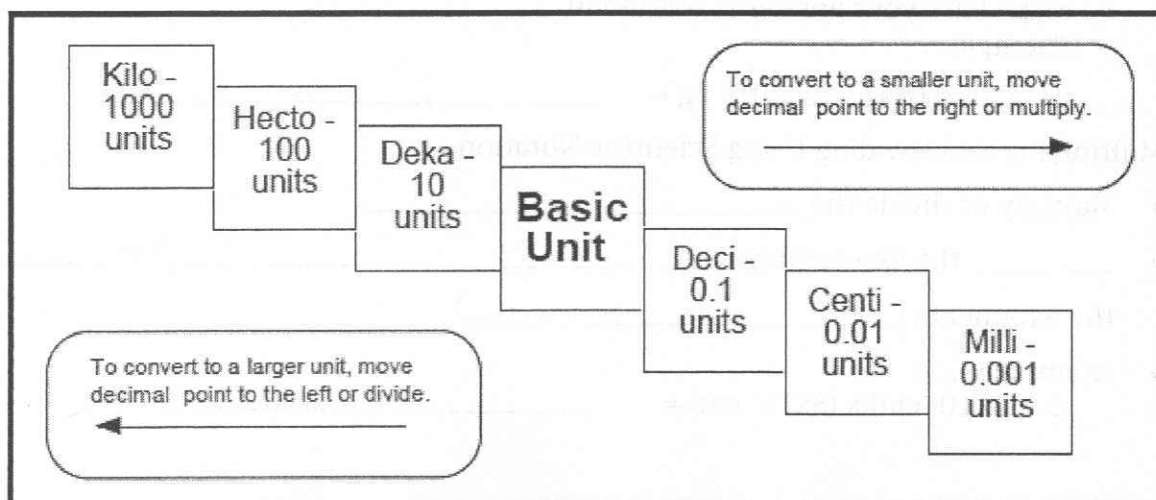 Kilo -
1000
units
Hecto -
100
units
Deka -
10
units
Basic
Unit
Deci -
0.1
units
Centi -
0.01
units
Milli -
0.001
units
To convert to a smaller unit, move
decimal point to the right or multiply.
To convert to a larger unit, move
decimal point to the left or divide.